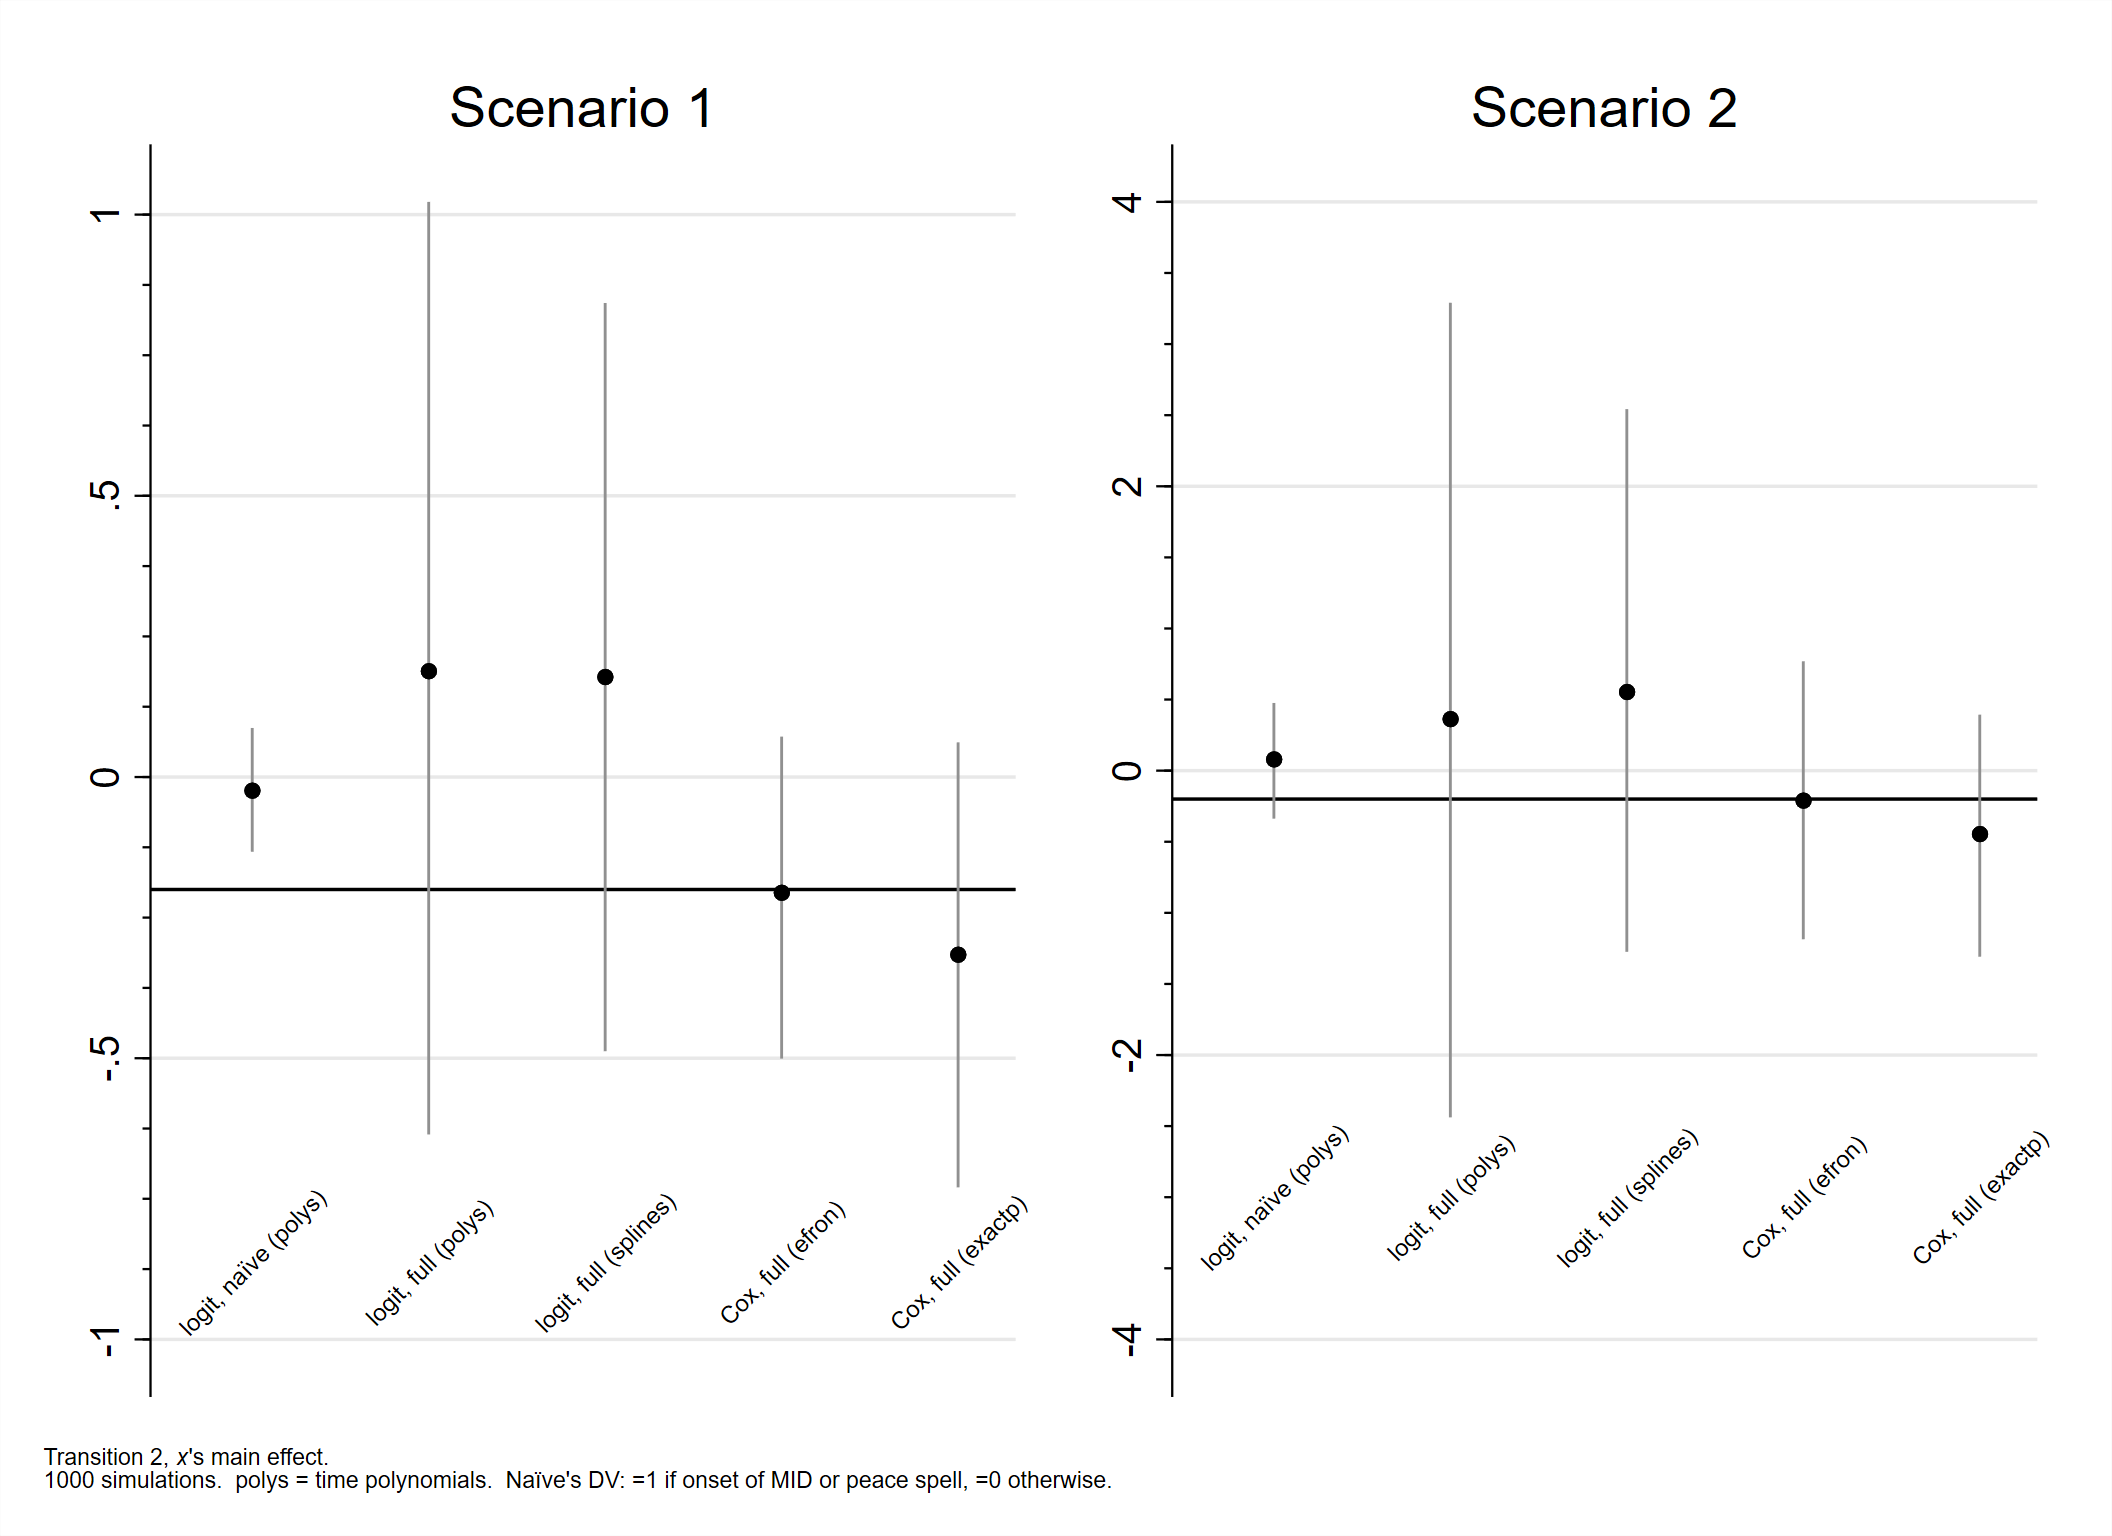 Scenario 1
1
.5
0
-.5
-1
logit, naïve (polys)
logit, full (polys)
logit, full (splines)
Cox, full (efron)
Cox, full (exactp)
Scenario 2
4
2
0
-2
-4
logit, naïve (polys)
logit, full (polys)
logit, full (splines)
Cox, full (efron)
Cox, full (exactp)
Transition 2, x's main effect.
1000 simulations.  polys = time polynomials.  Naïve's DV: =1 if onset of MID or peace spell, =0 otherwise.